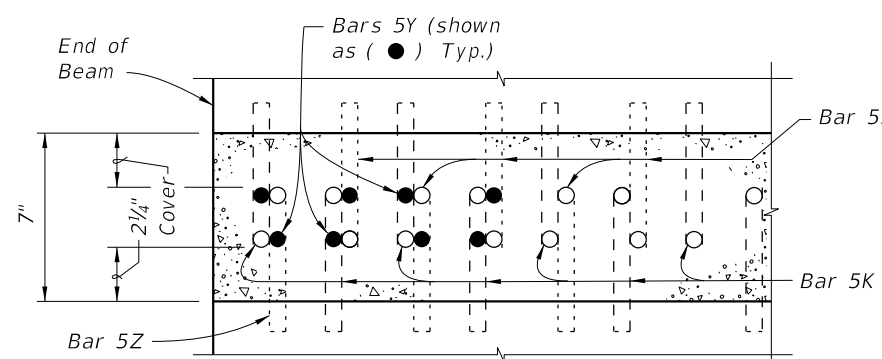 Bars 5Y (shown
as ( ● ) Typ.)
End of
Beam
Bar 5
7"
2¼"
Cover
Bar 5K
Bar 5Z